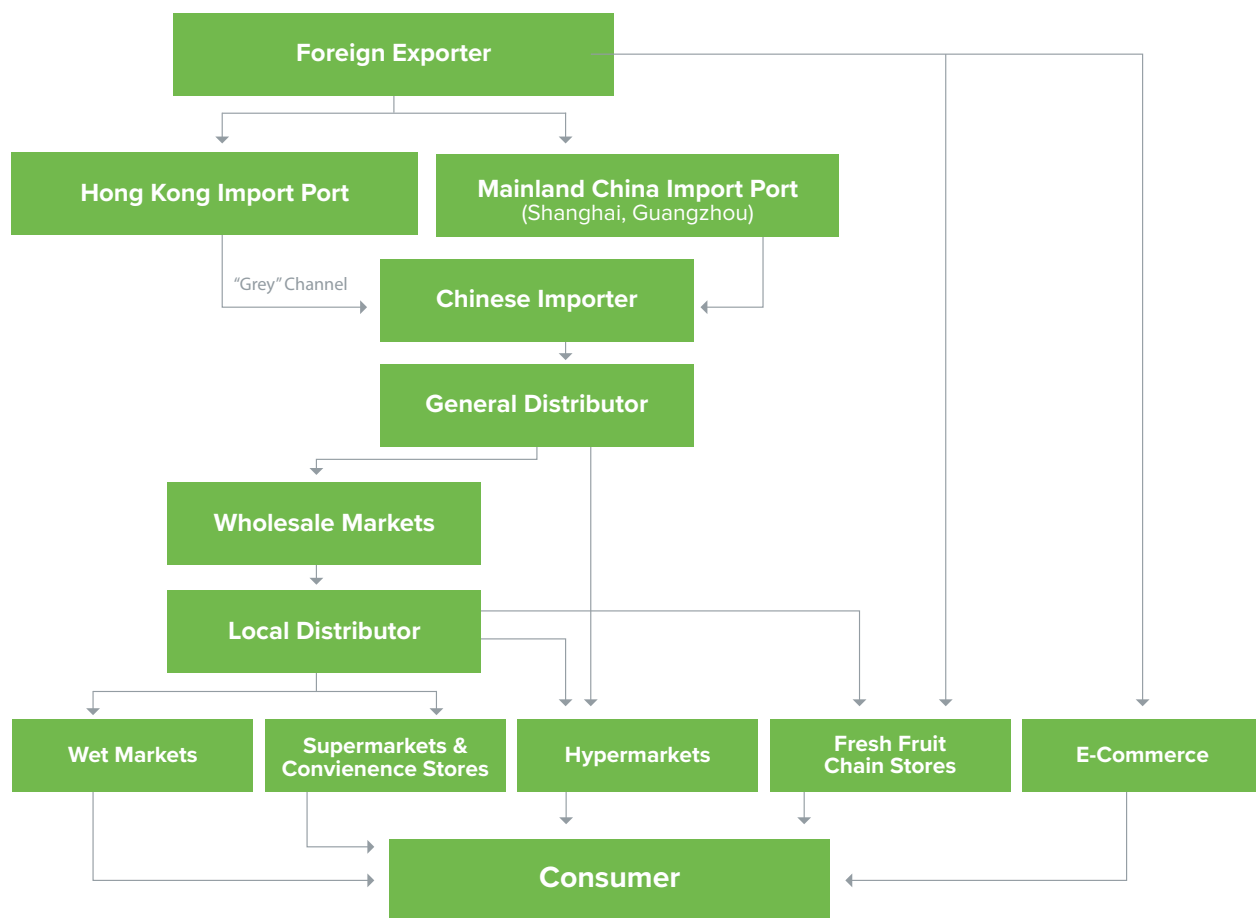 Foreign Exporter
Hong Kong Import Port
Mainland China Import Port
(Shanghai, Guangzhou)
“Grey” Channel
Chinese Importer
General Distributor
Wholesale Markets
Local Distributor
Wet Markets
Supermarkets &
Convienence Stores
Hypermarkets
Fresh Fruit
Chain Stores
E-Commerce
Consumer